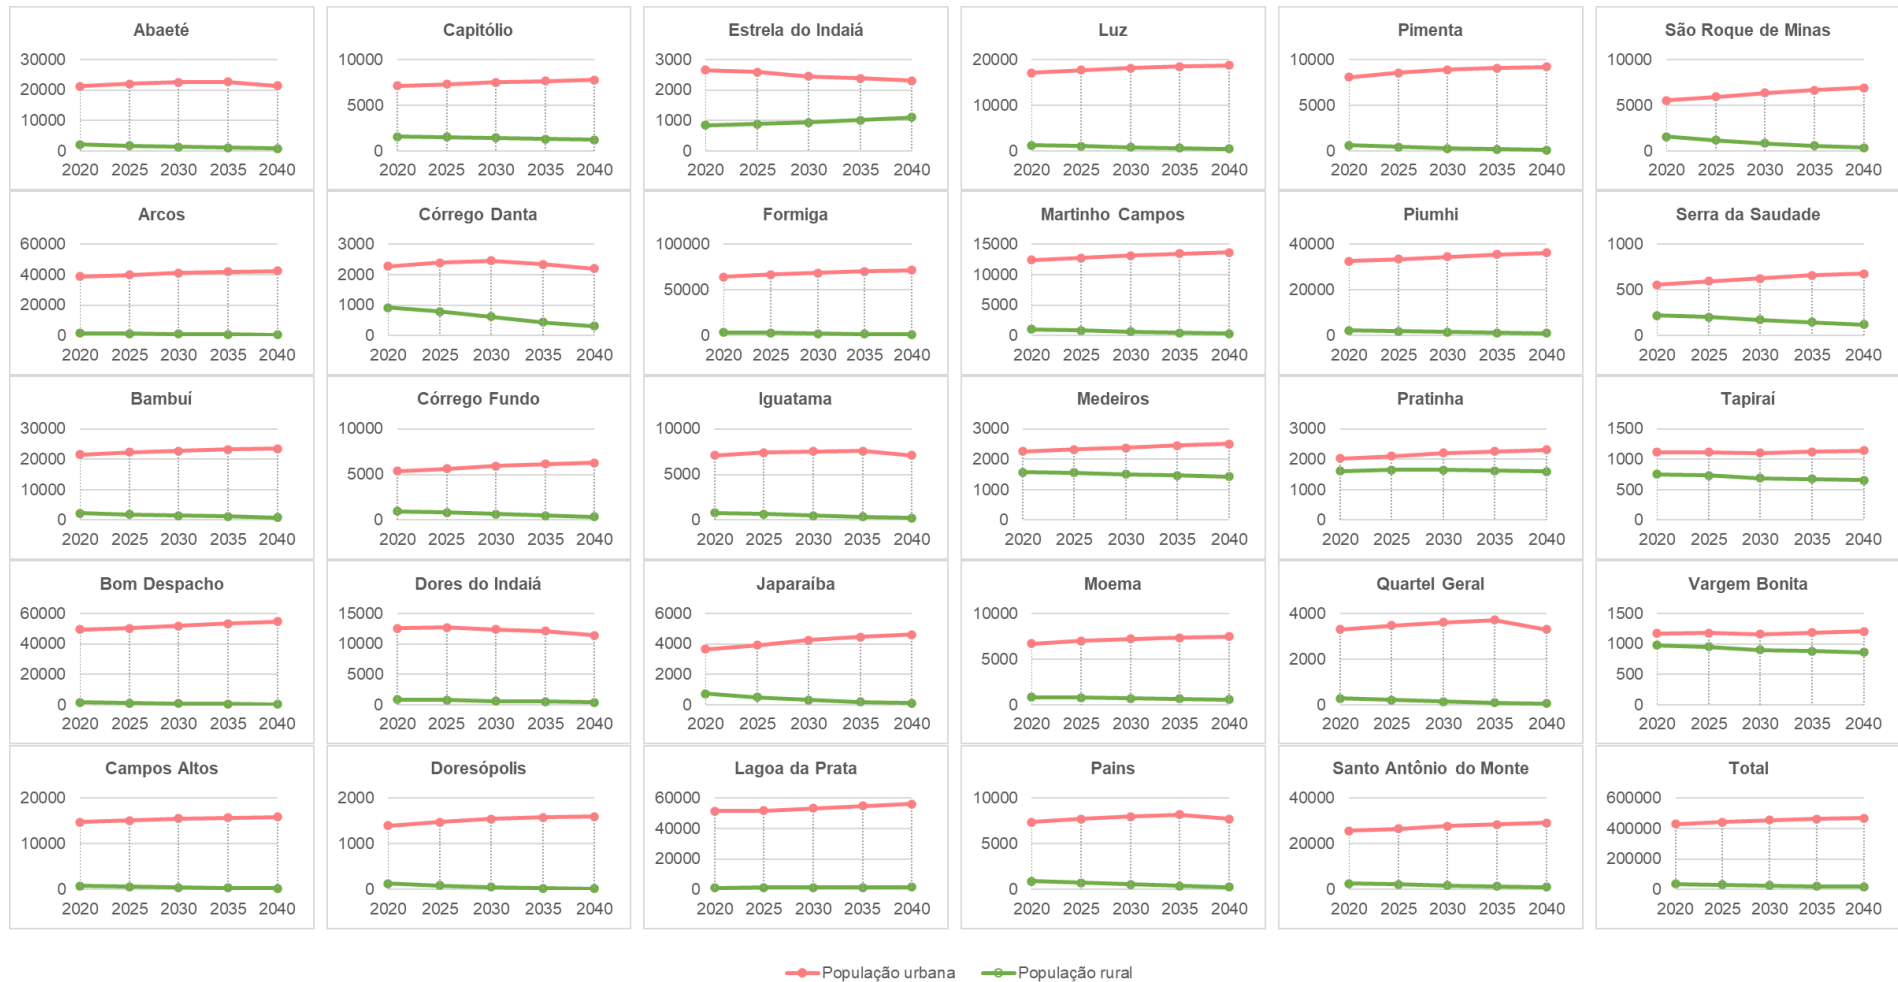 Abaeté
30000
20000
10000
0
2020 2025 2030 2035 2040
Capitólio
10000
5000
0
2020 2025 2030 2035 2040
Estrela do Indaiá
3000
2000
1000
0
2020 2025 2030 2035 2040
Luz
20000
10000
0
2020 2025 2030 2035 2040
Pimenta
10000
5000
0
2020 2025 2030 2035 2040
São Roque de Minas
10000
5000
0
2020 2025 2030 2035 2040
Arcos
60000
40000
20000
0
2020 2025 2030 2035 2040
Córrego Danta
3000
2000
1000
0
2020 2025 2030 2035 2040
Formiga
100000
50000
0
2020 2025 2030 2035 2040
Martinho Campos
15000
10000
5000
0
2020 2025 2030 2035 2040
Piumhi
40000
20000
0
2020 2025 2030 2035 2040
Serra da Saudade
1000
500
0
2020 2025 2030 2035 2040
Bambuí
30000
20000
10000
0
2020 2025 2030 2035 2040
Córrego Fundo
10000
5000
0
2020 2025 2030 2035 2040
Iguatama
10000
5000
0
2020 2025 2030 2035 2040
Medeiros
3000
2000
1000
0
2020 2025 2030 2035 2040
Pratinha
3000
2000
1000
0
2020 2025 2030 2035 2040
Tapiraí
1500
1000
500
0
2020 2025 2030 2035 2040
Bom Despacho
60000
40000
20000
0
2020 2025 2030 2035 2040
Dores do Indaiá
15000
10000
5000
0
2020 2025 2030 2035 2040
Japaraíba
6000
4000
2000
0
2020 2025 2030 2035 2040
Moema
10000
5000
0
2020 2025 2030 2035 2040
Quartel Geral
4000
2000
0
2020 2025 2030 2035 2040
Vargem Bonita
1500
1000
500
0
2020 2025 2030 2035 2040
Campos Altos
20000
10000
0
2020 2025 2030 2035 2040
Doresópolis
2000
1000
0
2020 2025 2030 2035 2040
Lagoa da Prata
60000
40000
20000
0
2020 2025 2030 2035 2040
Pains
10000
5000
0
2020 2025 2030 2035 2040
Santo Antônio do Monte
40000
20000
0
2020 2025 2030 2035 2040
Total
600000
400000
200000
0
2020 2025 2030 2035 2040
População urbana População rural